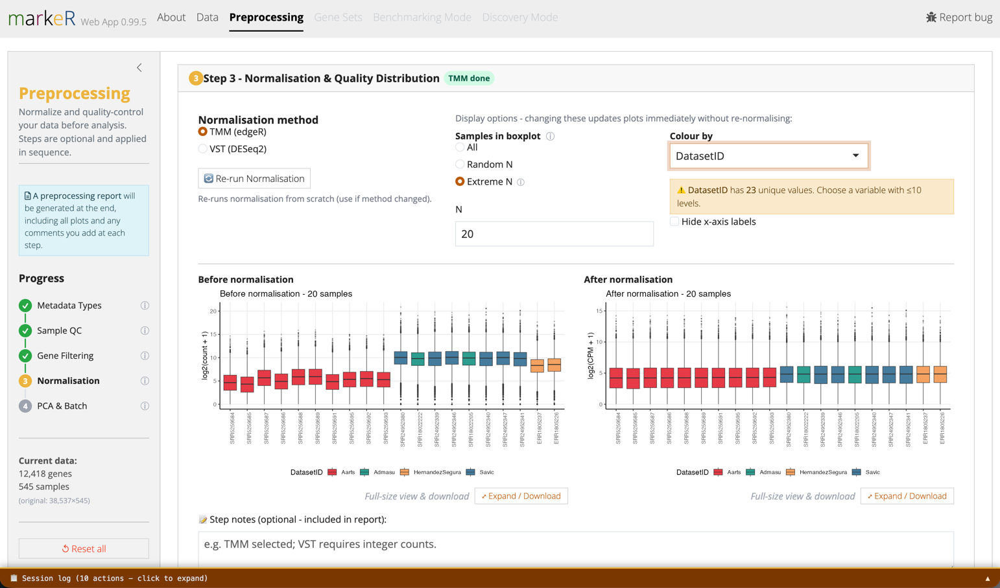 markeR Web App 0.99.5 About Data Preprocessing Gene Sets Benchmarking Mode Discovery Mode Report bug
Preprocessing
Normalize and quality-control
your data before analysis.
Steps are optional and applied
in sequence.
A preprocessing report will
be generated at the end,
including all plots and any
comments you add at each
step.
Progress
Metadata Types
Sample QC
Gene Filtering
3 Normalisation
4 PCA & Batch
Current data:
12,418 genes
545 samples
(original: 38,537×545)
Reset all
3 Step 3 - Normalisation & Quality Distribution TMM done
Normalisation method
TMM (edgeR)
VST (DESeq2)
Re-run Normalisation
Re-runs normalisation from scratch (use if method changed).
Display options - changing these updates plots immediately without re-normalising:
Samples in boxplot
All
Random N
Extreme N
N
20
Colour by
DatasetID
DatasetID has 23 unique values. Choose a variable with ≤10
levels.
Hide x-axis labels
Before normalisation
Before normalisation - 20 samples
log2(count + 1)
20
15
10
5
0
SRR5259584
SRR5259585
SRR5259587
SRR5259586
SRR5259588
SRR5259589
SRR5259591
SRR5259595
SRR5259592
SRR5259593
SRR24952380
SRR18022222
SRR24952339
SRR24952346
SRR18022205
SRR24952340
SRR24952347
SRR24952341
ERR1805237
ERR1805226
DatasetID Aarts Admasu HernandezSegura Savic
Full-size view & download Expand / Download
After normalisation
After normalisation - 20 samples
log2(CPM + 1)
15
10
5
0
SRR5259584
SRR5259585
SRR5259587
SRR5259586
SRR5259588
SRR5259589
SRR5259591
SRR5259595
SRR5259592
SRR5259593
SRR24952380
SRR18022222
SRR24952339
SRR24952346
SRR18022205
SRR24952340
SRR24952347
SRR24952341
ERR1805237
ERR1805226
DatasetID Aarts Admasu HernandezSegura Savic
Full-size view & download Expand / Download
Step notes (optional - included in report):
e.g. TMM selected; VST requires integer counts.
Session log (10 actions – click to expand)